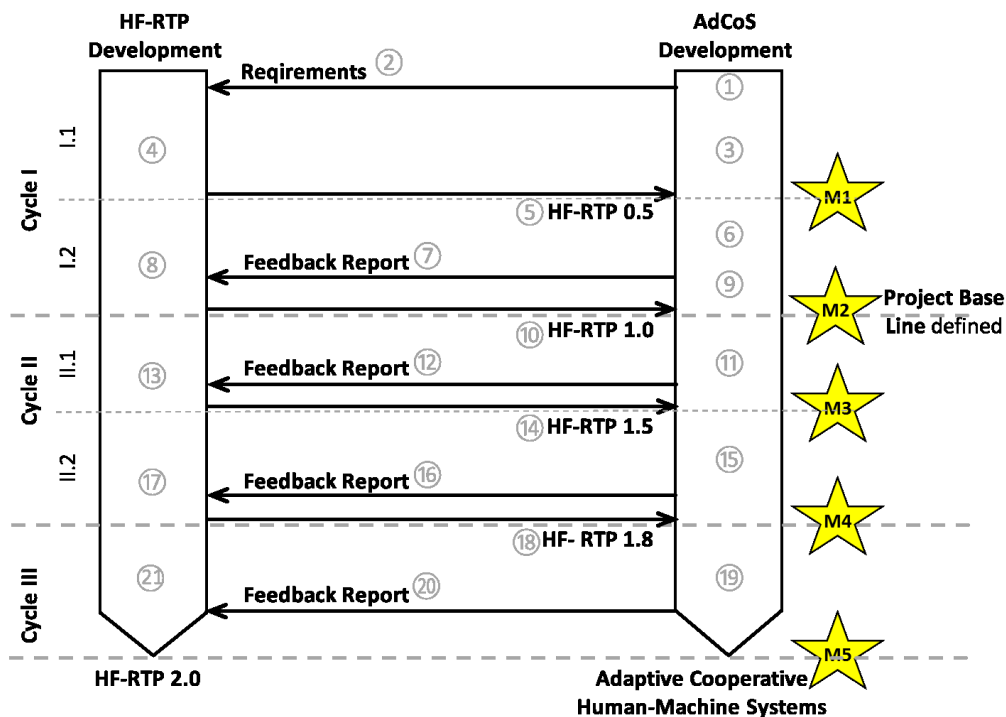 HF-RTP
Development
AdCoS
Development
Reqirements ②
①
I.1
④
③
Cycle I
M1
⑤ HF-RTP 0.5
⑥
I.2
Feedback Report ⑦
⑧
⑨
M2
Project Base
Line defined
⑩ HF-RTP 1.0
II.1
Feedback Report ⑫
⑪
⑬
Cycle II
M3
⑭ HF-RTP 1.5
II.2
⑮
Feedback Report ⑯
⑰
M4
⑱ HF- RTP 1.8
Cycle III
㉑
⑲
Feedback Report ⑳
M5
HF-RTP 2.0
Adaptive Cooperative
Human-Machine Systems